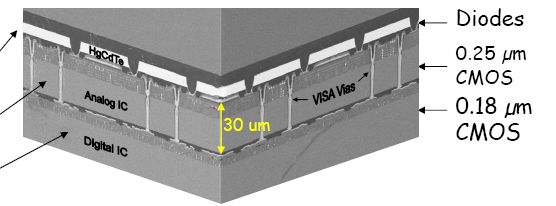 Diodes
HgCdTe
0.25 µm
CMOS
Analog IC
VISA Vias
0.18 µm
CMOS
30 um
Digital IC